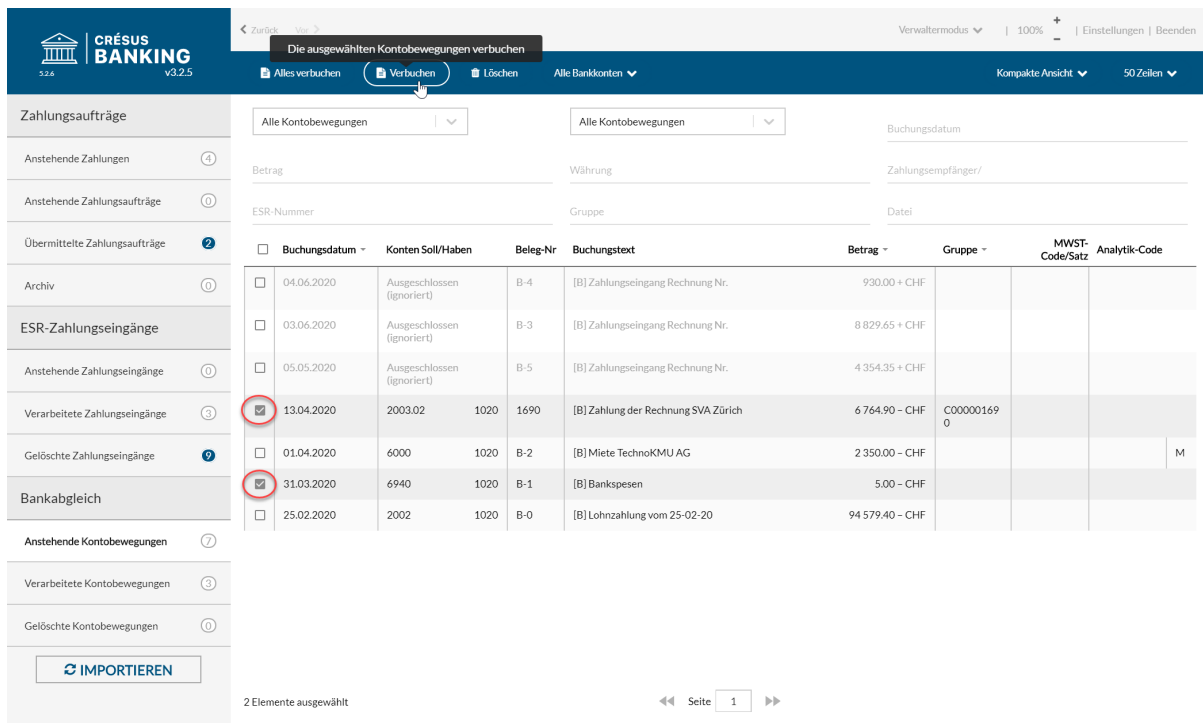 CRÉSUS
BANKING
5.2.6 v3.2.5
Zurück Vor
Verwaltermodus | 100% + − | Einstellungen | Beenden
Die ausgewählten Kontobewegungen verbuchen
Alles verbuchen Verbuchen Löschen Alle Bankkonten Kompakte Ansicht 50 Zeilen
Zahlungsaufträge
Anstehende Zahlungen 4
Anstehende Zahlungsaufträge 0
Übermittelte Zahlungsaufträge 2
Archiv 0
ESR-Zahlungseingänge
Anstehende Zahlungseingänge 0
Verarbeitete Zahlungseingänge 3
Gelöschte Zahlungseingänge 9
Bankabgleich
Anstehende Kontobewegungen 7
Verarbeitete Kontobewegungen 3
Gelöschte Kontobewegungen 0
IMPORTIEREN
Alle Kontobewegungen Alle Kontobewegungen Buchungsdatum
Betrag Währung Zahlungsempfänger/
ESR-Nummer Gruppe Datei
Buchungsdatum Konten Soll/Haben Beleg-Nr Buchungstext Betrag Gruppe MWST-Code/Satz Analytik-Code
04.06.2020 Ausgeschlossen (ignoriert) B-4 [B] Zahlungseingang Rechnung Nr. 930.00 + CHF
03.06.2020 Ausgeschlossen (ignoriert) B-3 [B] Zahlungseingang Rechnung Nr. 8 829.65 + CHF
05.05.2020 Ausgeschlossen (ignoriert) B-5 [B] Zahlungseingang Rechnung Nr. 4 354.35 + CHF
13.04.2020 2003.02 1020 1690 [B] Zahlung der Rechnung SVA Zürich 6 764.90 – CHF C000001690
01.04.2020 6000 1020 B-2 [B] Miete TechnoKMU AG 2 350.00 – CHF M
31.03.2020 6940 1020 B-1 [B] Bankspesen 5.00 – CHF
25.02.2020 2002 1020 B-0 [B] Lohnzahlung vom 25-02-20 94 579.40 – CHF
2 Elemente ausgewählt Seite 1